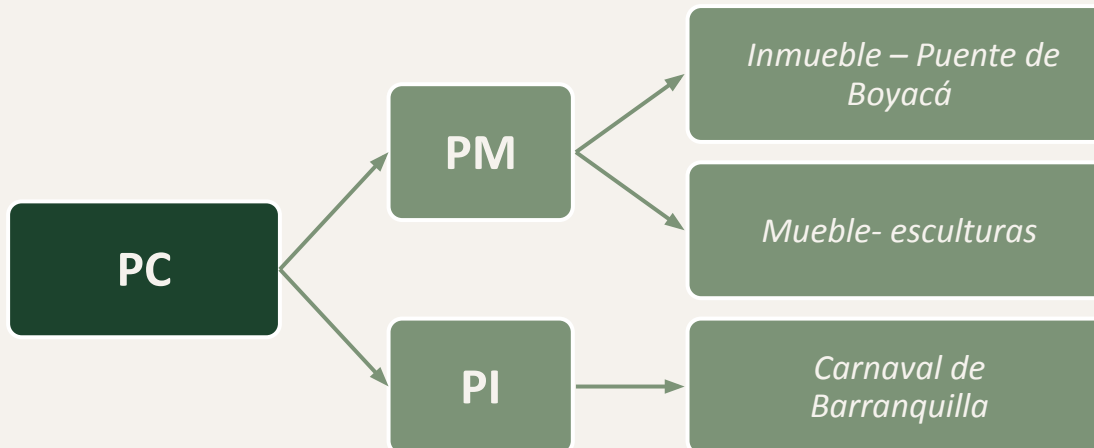 PC
PM
PI
Inmueble – Puente de
Boyacá
Mueble- esculturas
Carnaval de
Barranquilla